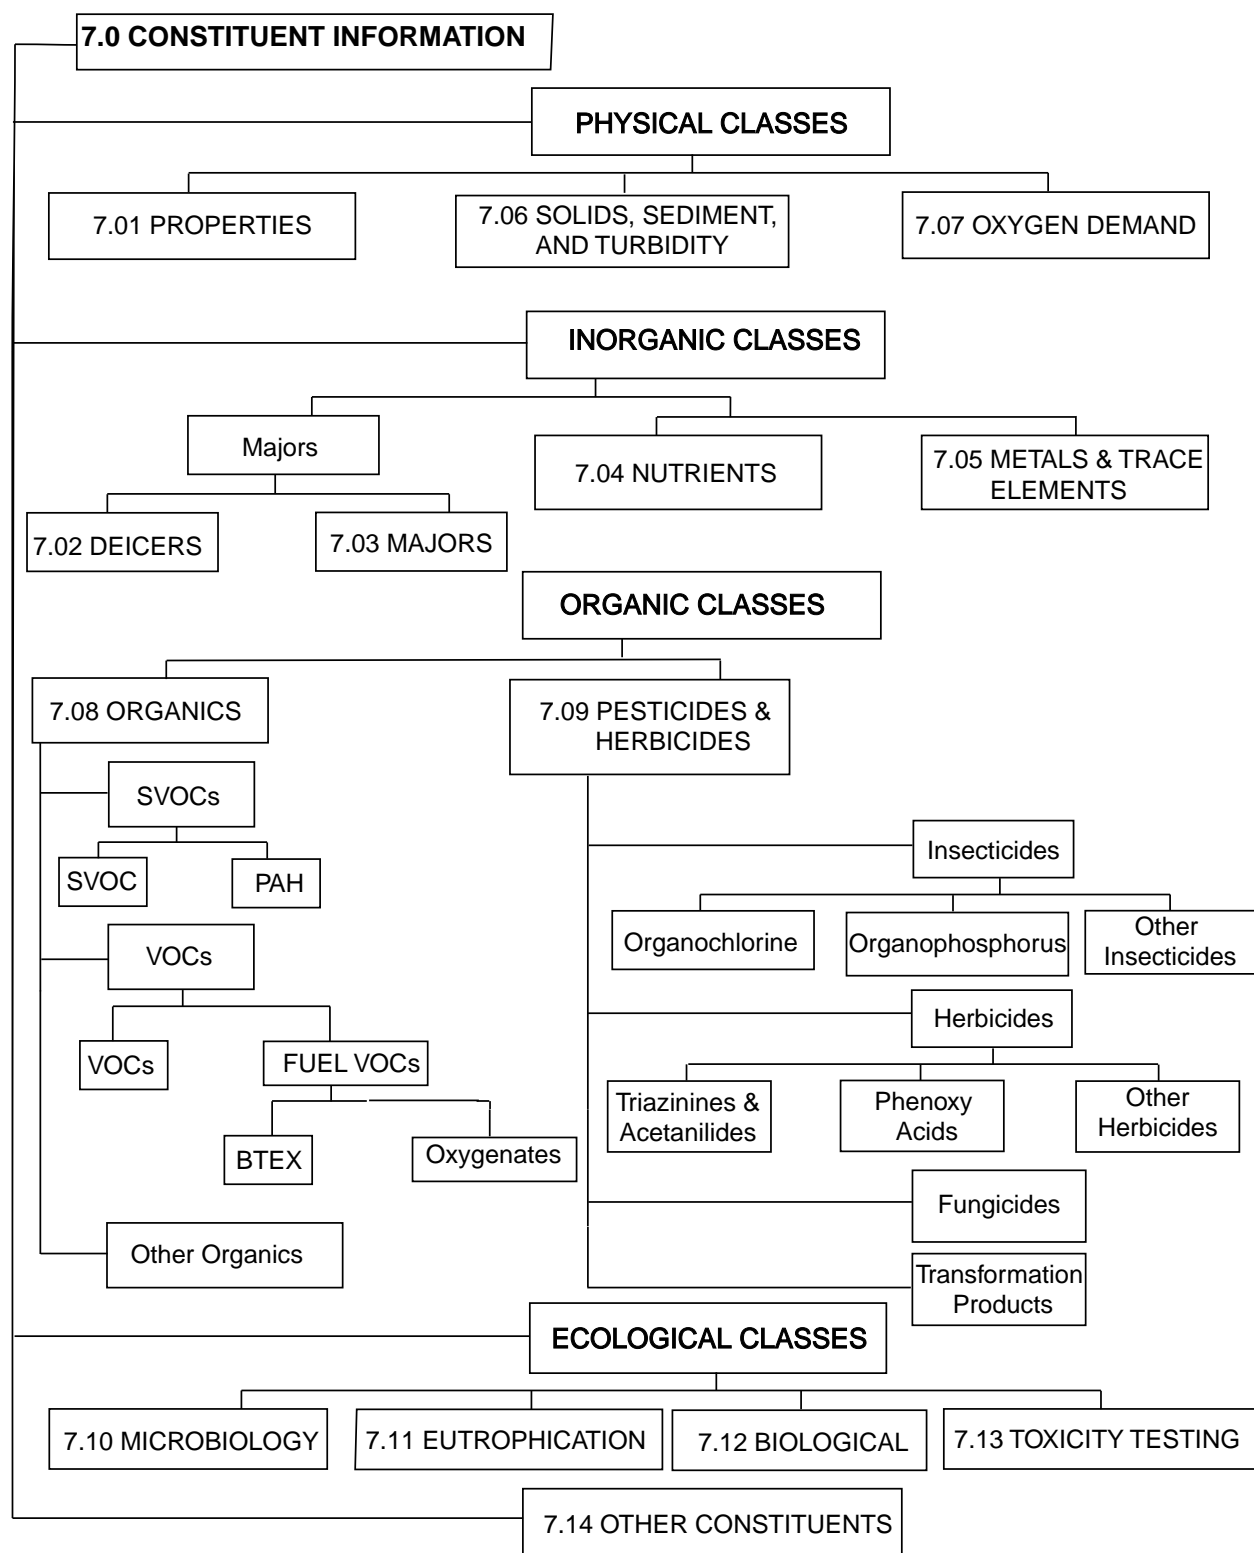 7.0 CONSTITUENT INFORMATION
PHYSICAL CLASSES
7.01 PROPERTIES
7.06 SOLIDS, SEDIMENT,
AND TURBIDITY
7.07 OXYGEN DEMAND
INORGANIC CLASSES
Majors
7.04 NUTRIENTS
7.05 METALS & TRACE
ELEMENTS
7.02 DEICERS
7.03 MAJORS
ORGANIC CLASSES
7.08 ORGANICS
7.09 PESTICIDES &
HERBICIDES
SVOCs
SVOC
PAH
VOCs
VOCs
FUEL VOCs
BTEX
Oxygenates
Other Organics
Insecticides
Organochlorine
Organophosphorus
Other
Insecticides
Herbicides
Triazinines &
Acetanilides
Phenoxy
Acids
Other
Herbicides
Fungicides
Transformation
Products
ECOLOGICAL CLASSES
7.10 MICROBIOLOGY
7.11 EUTROPHICATION
7.12 BIOLOGICAL
7.13 TOXICITY TESTING
7.14 OTHER CONSTITUENTS